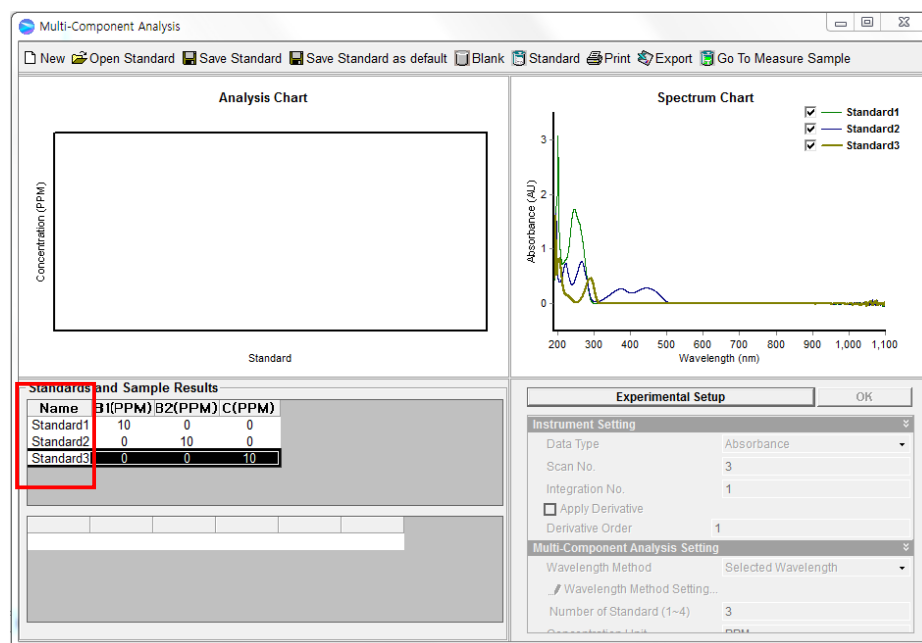 Multi-Component Analysis
New Open Standard Save Standard Save Standard as default Blank Standard Print Export Go To Measure Sample
Analysis Chart
Concentration (PPM)
Standard
Spectrum Chart
Standard1
Standard2
Standard3
Absorbance (AU)
3
2
1
0
200 300 400 500 600 700 800 900 1,000 1,100
Wavelength (nm)
Standards and Sample Results
Name B1(PPM) B2(PPM) C(PPM)
Standard1 10 0 0
Standard2 0 10 0
Standard3 0 0 10
Experimental Setup OK
Instrument Setting
Data Type Absorbance
Scan No. 3
Integration No. 1
Apply Derivative
Derivative Order 1
Multi-Component Analysis Setting
Wavelength Method Selected Wavelength
Wavelength Method Setting...
Number of Standard (1~4) 3
Concentration Unit PPM